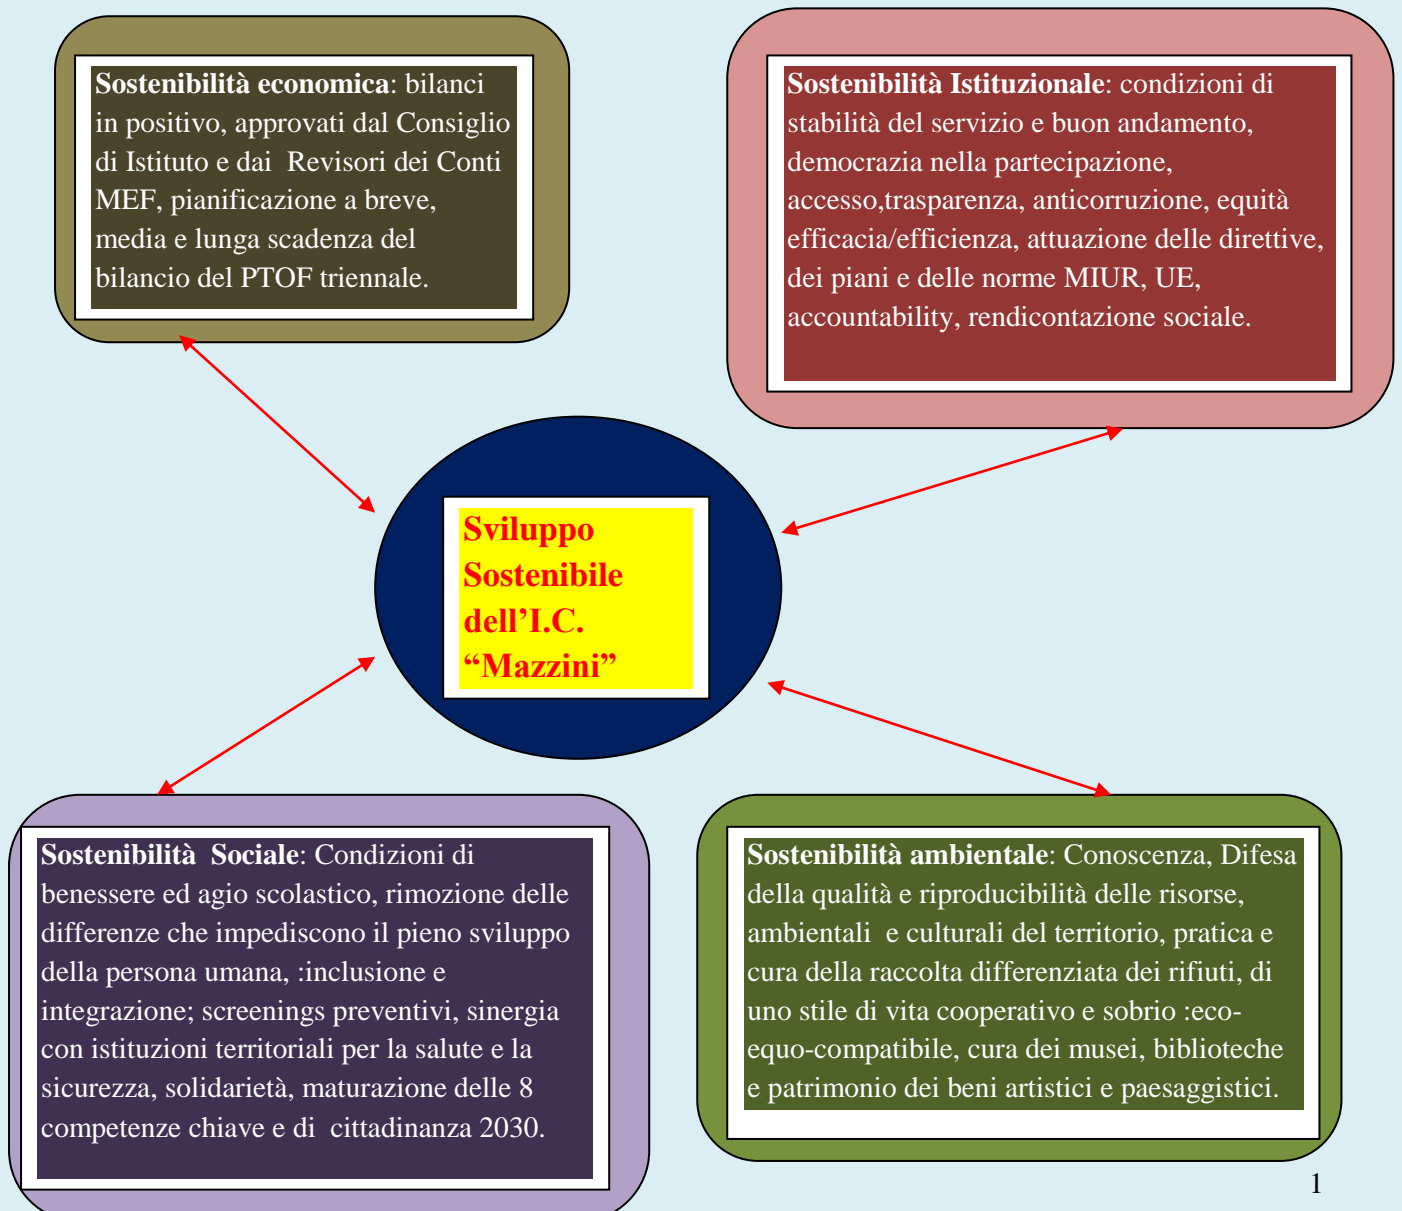 Sostenibilità economica: bilanci
in positivo, approvati dal Consiglio
di Istituto e dai  Revisori dei Conti
MEF, pianificazione a breve,
media e lunga scadenza del
bilancio del PTOF triennale.
Sostenibilità Istituzionale: condizioni di
stabilità del servizio e buon andamento,
democrazia nella partecipazione,
accesso,trasparenza, anticorruzione, equità
efficacia/efficienza, attuazione delle direttive,
dei piani e delle norme MIUR, UE,
accountability, rendicontazione sociale.
Sviluppo
Sostenibile
dell’I.C.
“Mazzini”
Sostenibilità  Sociale: Condizioni di
benessere ed agio scolastico, rimozione delle
differenze che impediscono il pieno sviluppo
della persona umana, :inclusione e
integrazione; screenings preventivi, sinergia
con istituzioni territoriali per la salute e la
sicurezza, solidarietà, maturazione delle 8
competenze chiave e di  cittadinanza 2030.
Sostenibilità ambientale: Conoscenza, Difesa
della qualità e riproducibilità delle risorse,
ambientali  e culturali del territorio, pratica e
cura della raccolta differenziata dei rifiuti, di
uno stile di vita cooperativo e sobrio :eco-
equo-compatibile, cura dei musei, biblioteche
e patrimonio dei beni artistici e paesaggistici.
1